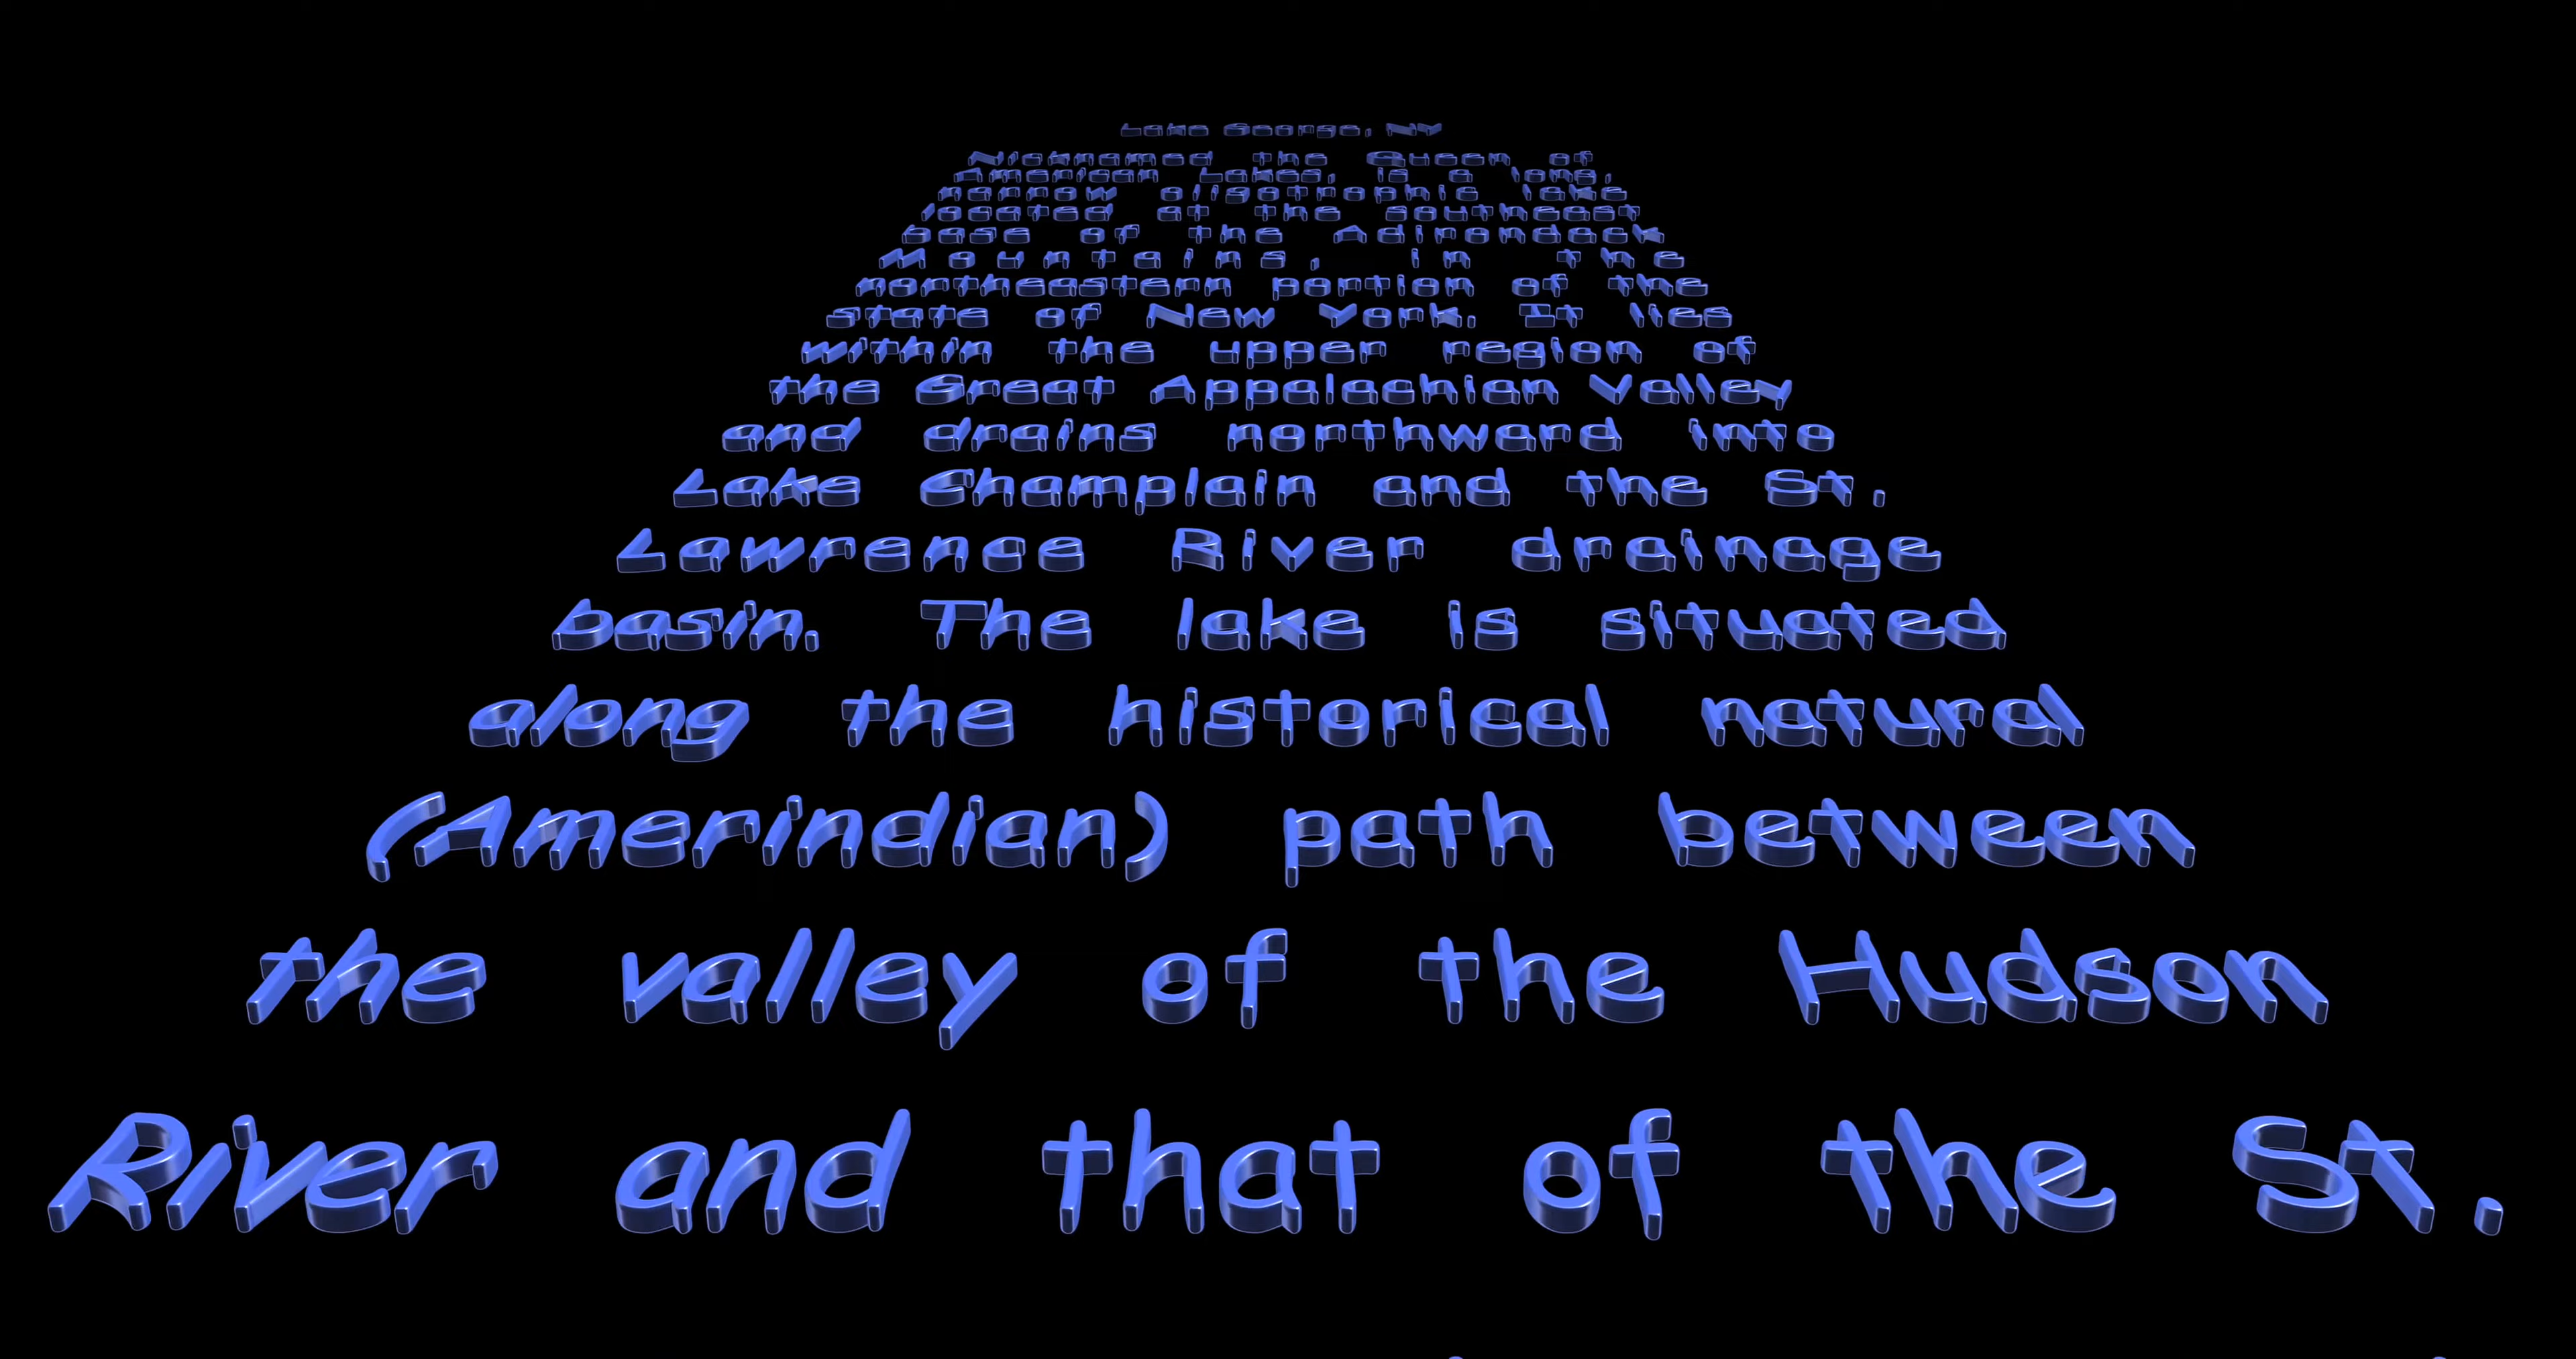 Lake George, NY
Nicknamed the Queen of
American Lakes, is a long,
narrow oligotrophic lake
located at the southeast
base of the Adirondack
Mountains, in the
northeastern portion of the
state of New York. It lies
within the upper region of
the Great Appalachian Valley
and drains northward into
Lake Champlain and the St.
Lawrence River drainage
basin. The lake is situated
along the historical natural
(Amerindian) path between
the valley of the Hudson
River and that of the St.